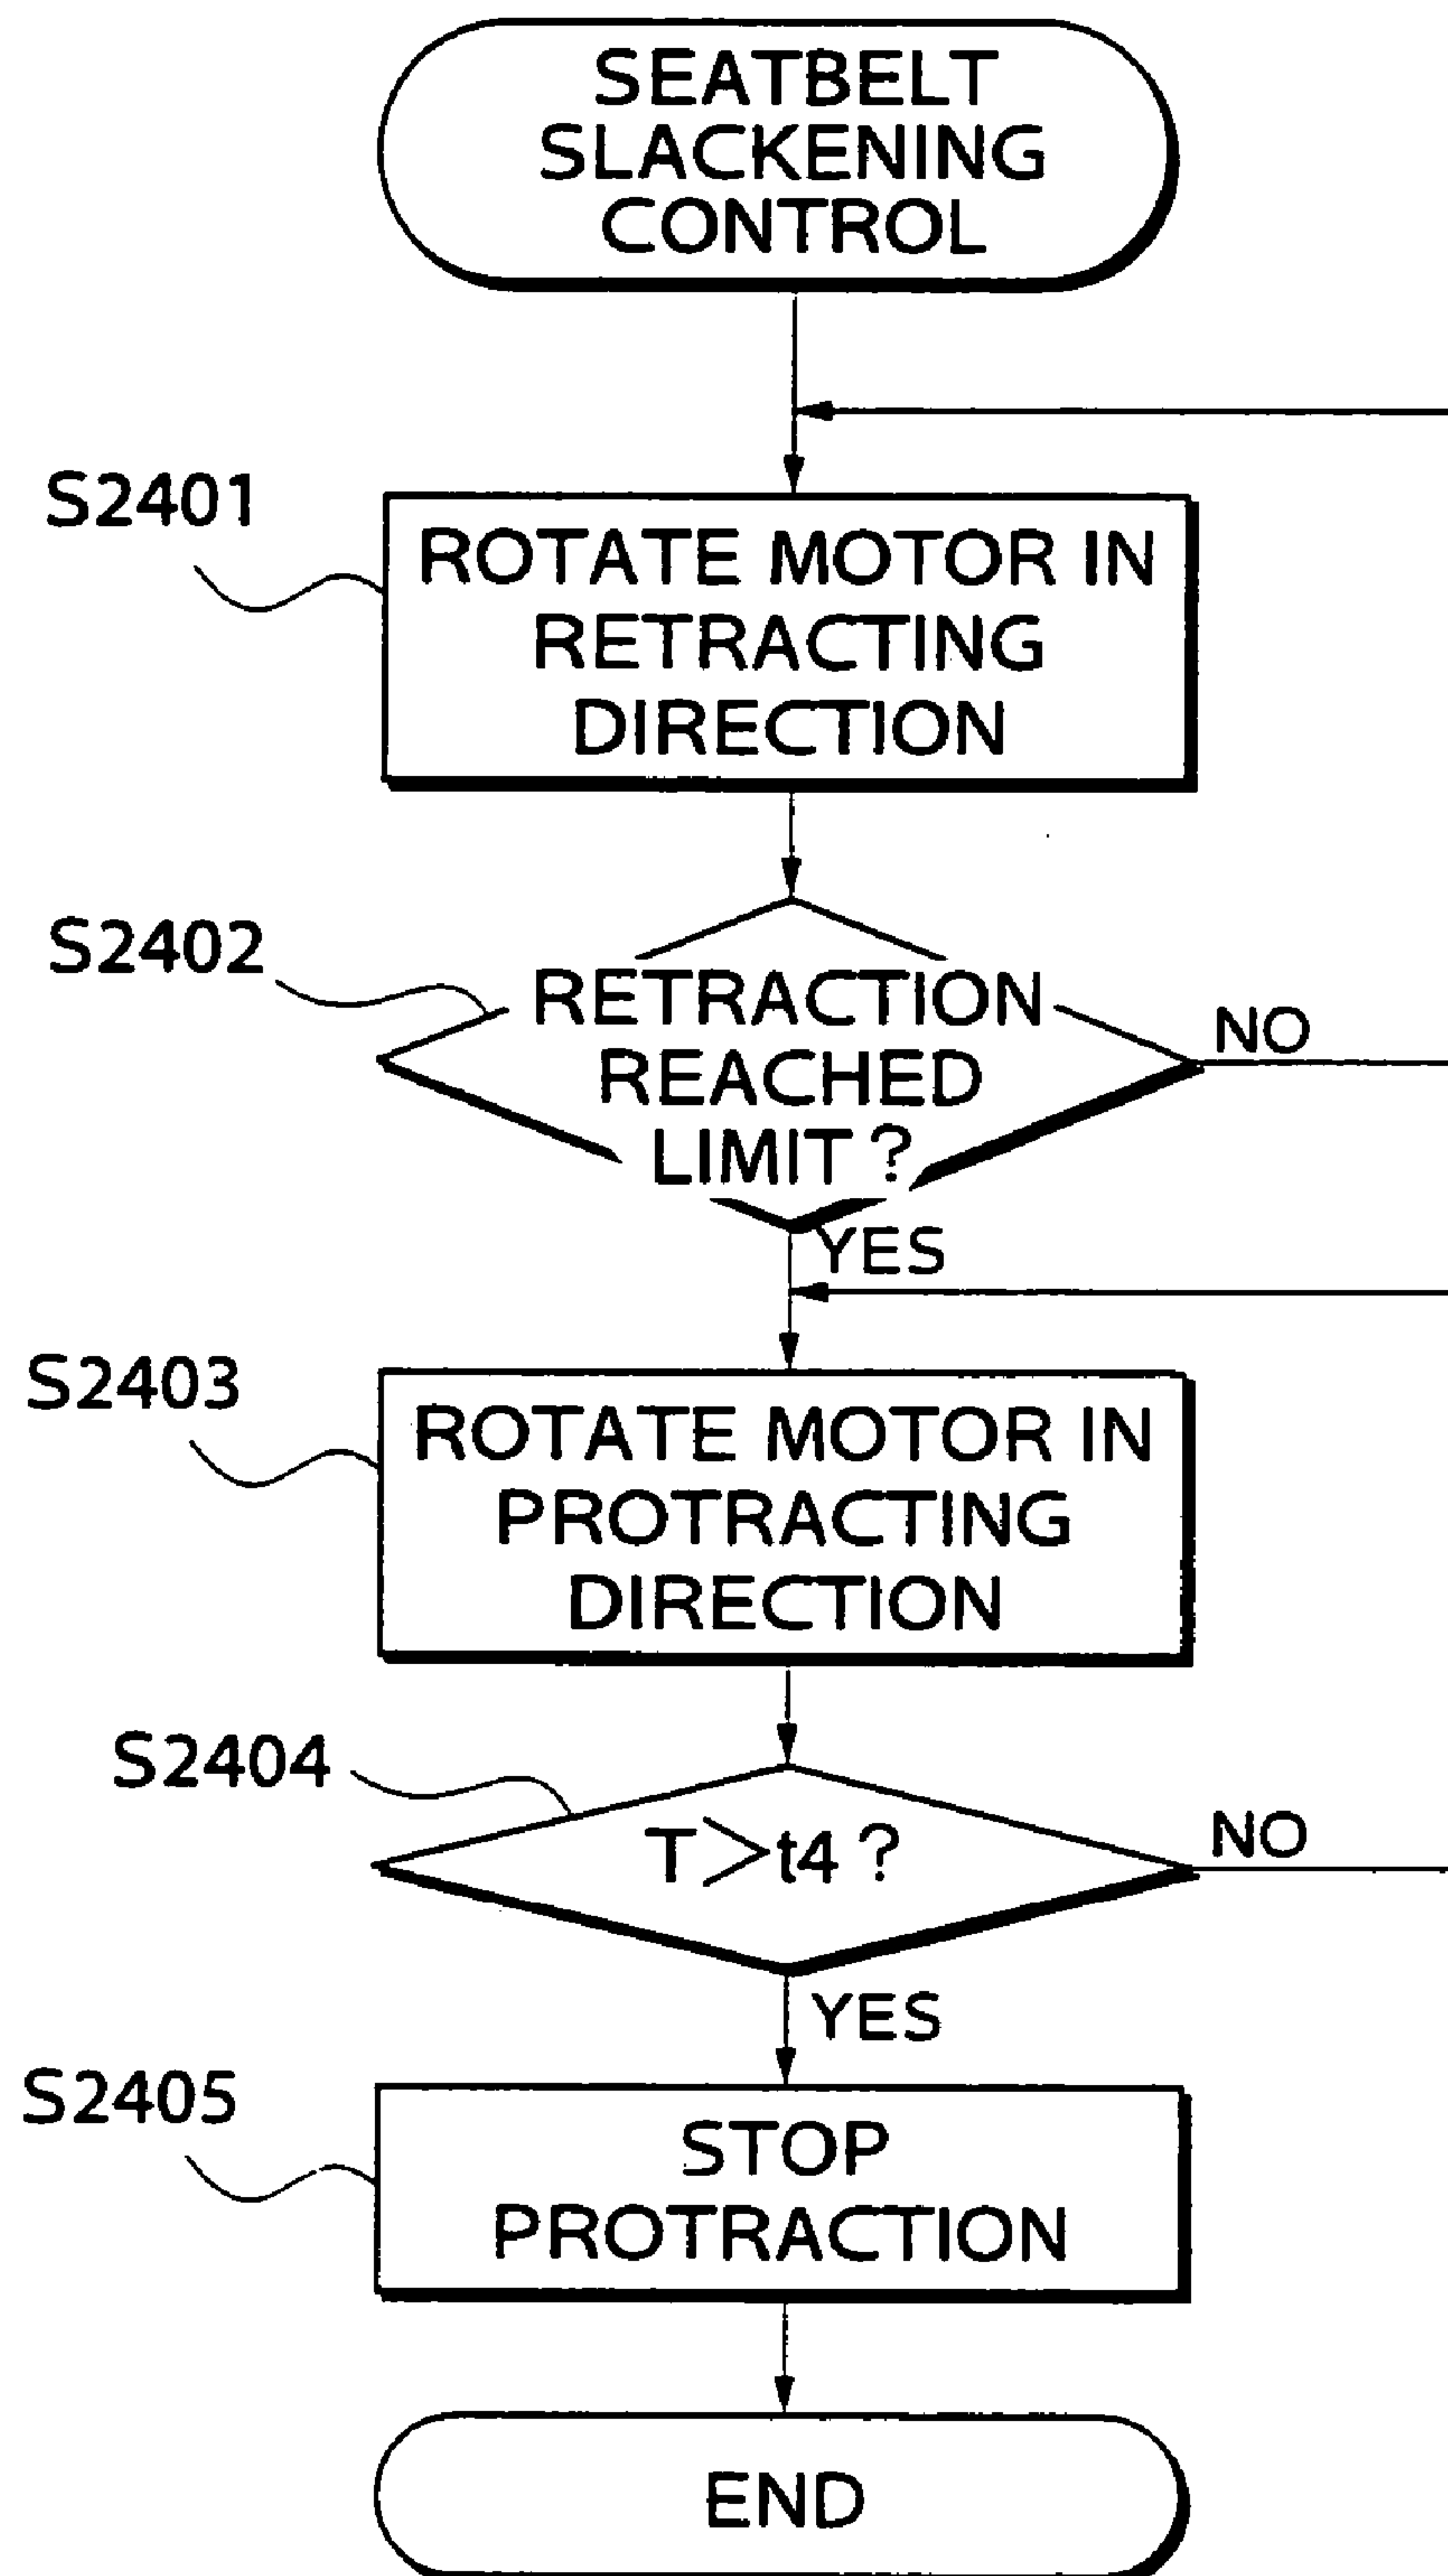 SEATBELT
SLACKENING
CONTROL
S2401
ROTATE MOTOR IN
RETRACTING
DIRECTION
S2402
RETRACTION
REACHED
LIMIT ?
NO
YES
S2403
ROTATE MOTOR IN
PROTRACTING
DIRECTION
S2404
T>t4 ?
NO
YES
S2405
STOP
PROTRACTION
END